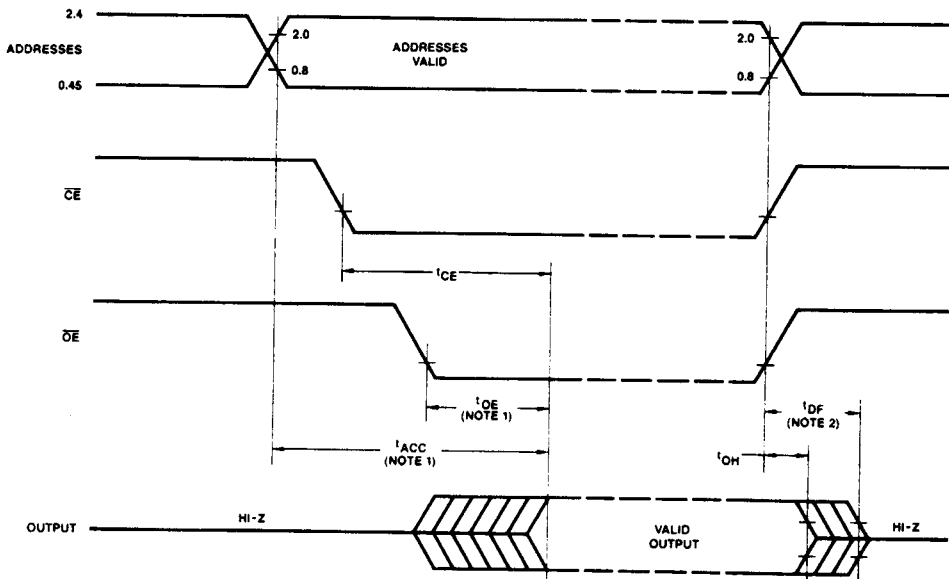 2.4
ADDRESSES
0.45
2.0
0.8
ADDRESSES
VALID
2.0
0.8
CE
tCE
OE
tOE
(NOTE 1)
tDF
(NOTE 2)
tACC
(NOTE 1)
tOH
OUTPUT
HI-Z
VALID
OUTPUT
HI-Z